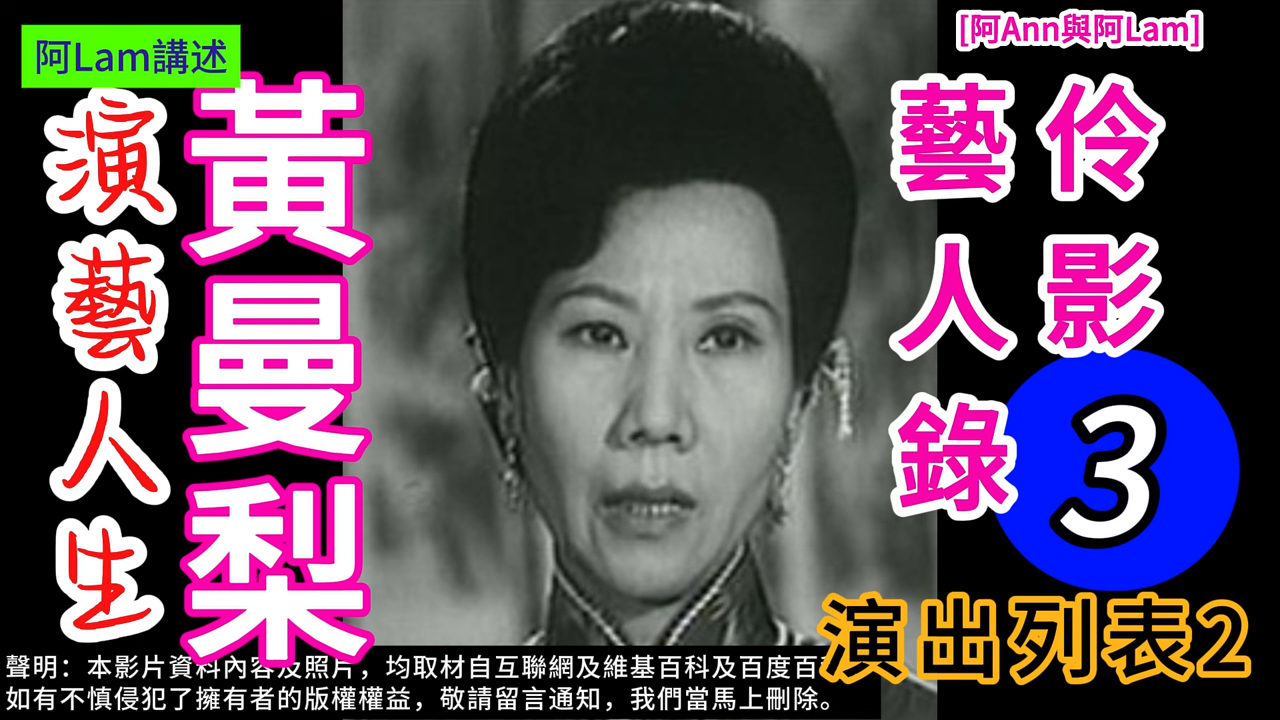 阿Lam講述
[阿Ann與阿Lam]
演藝人生
黃曼梨
伶影
藝人錄
3
演出列表2
聲明：本影片資料內容及照片，均取材自互聯網及維基百科及百度百
如有不慎侵犯了擁有者的版權權益，敬請留言通知，我們當馬上刪除。